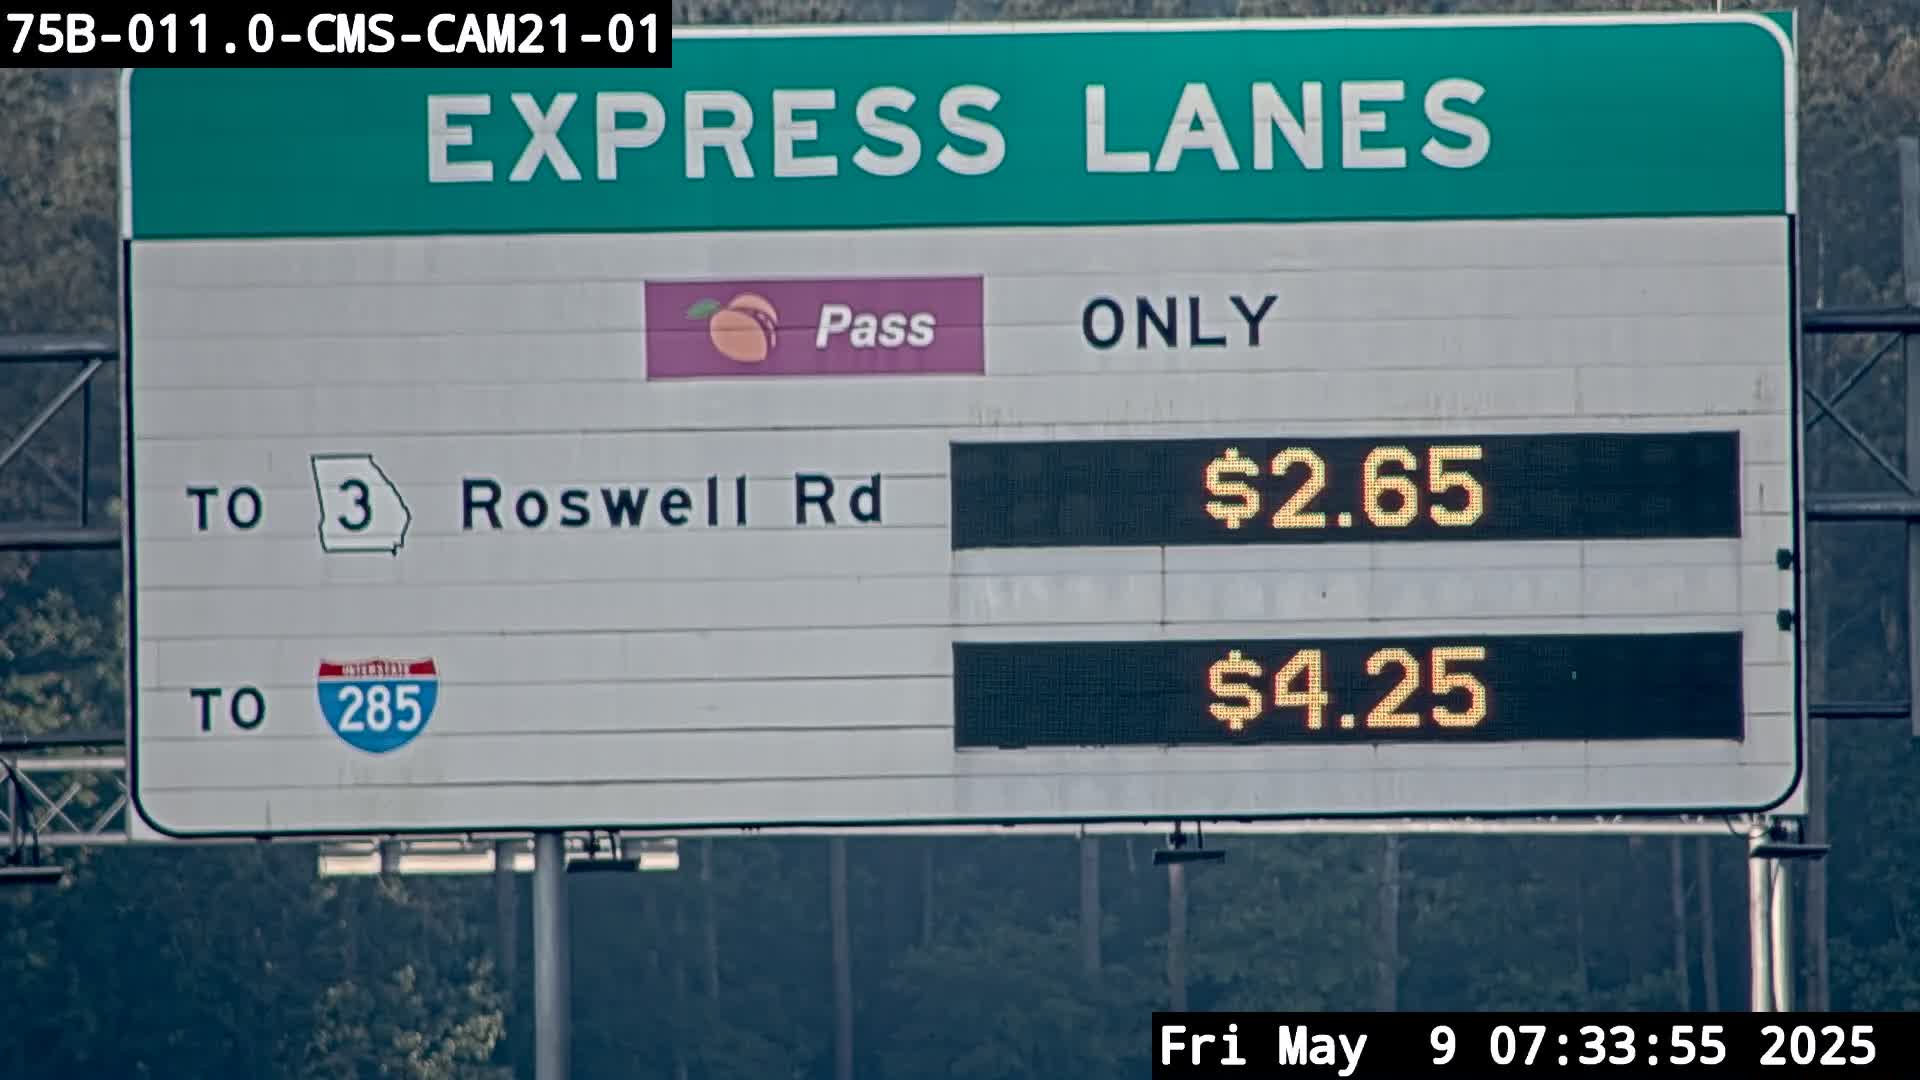 75B-011.0-CMS-CAM21-01
EXPRESS LANES
Pass ONLY
TO 3 Roswell Rd $2.65
INTERSTATE
TO 285 $4.25
Fri May 9 07:33:55 2025